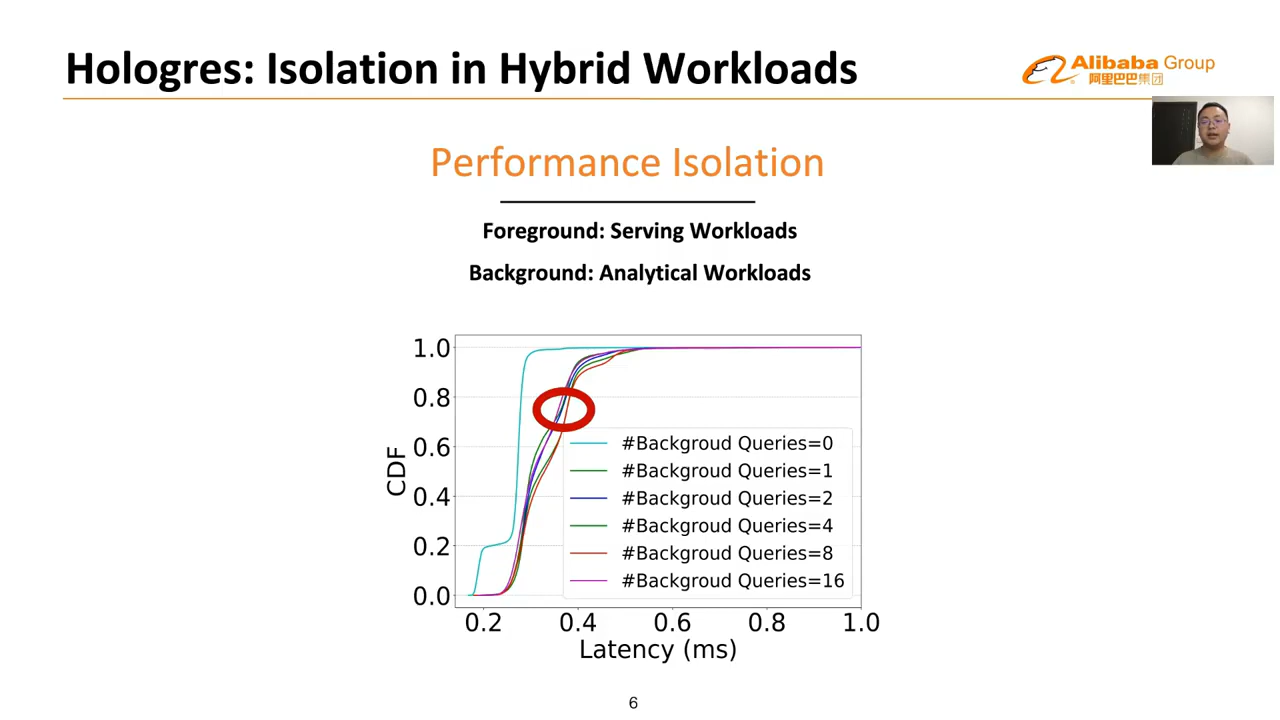 Hologres: Isolation in Hybrid Workloads
Alibaba Group
阿里巴巴集团
Performance Isolation
Foreground: Serving Workloads
Background: Analytical Workloads
1.0
0.8
0.6
0.4
0.2
0.0
CDF
#Backgroud Queries=0
#Backgroud Queries=1
#Backgroud Queries=2
#Backgroud Queries=4
#Backgroud Queries=8
#Backgroud Queries=16
0.2 0.4 0.6 0.8 1.0
Latency (ms)
6